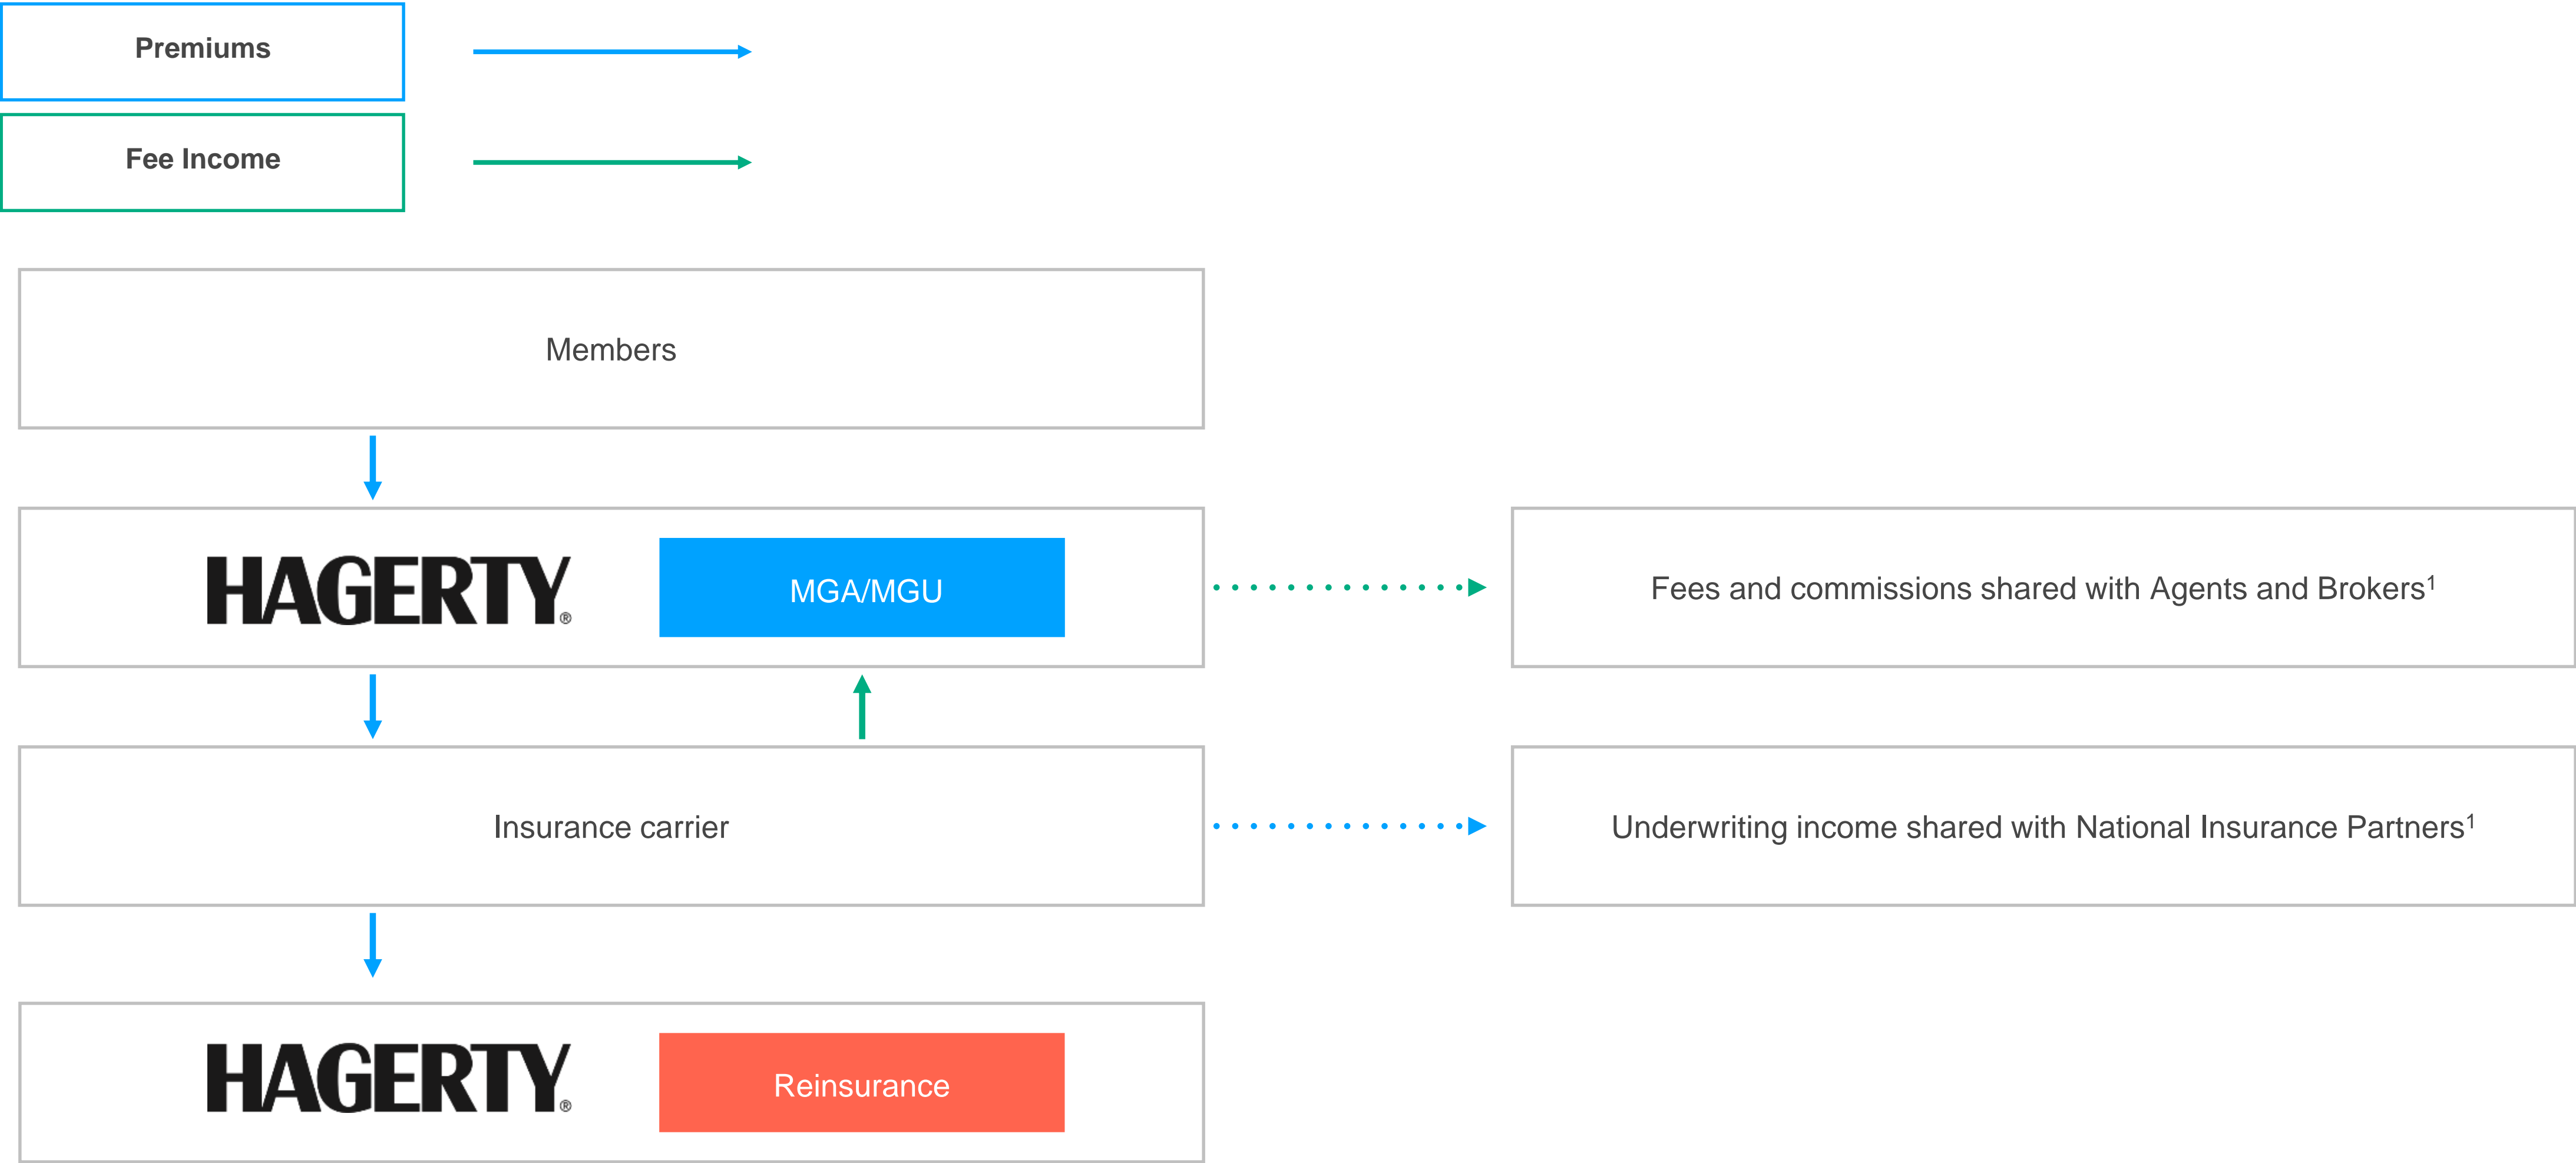 Premiums
Fee Income
Members
HAGERTY®
MGA/MGU
Fees and commissions shared with Agents and Brokers¹
Insurance carrier
Underwriting income shared with National Insurance Partners¹
HAGERTY®
Reinsurance